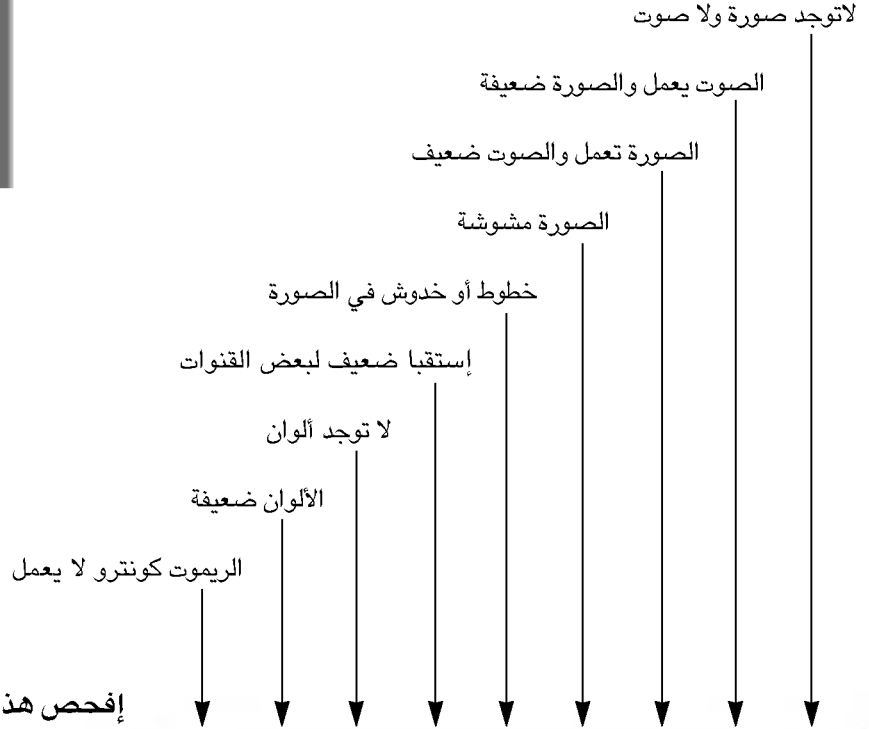 لاتوجد صورة ولا صوت
الصوت يعمل والصورة ضعيفة
الصورة تعمل والصوت ضعيف
الصورة مشوشة
خطوط أو خدوش في الصورة
إستقبا ضعيف لبعض القنوات
لا توجد ألوان
الألوان ضعيفة
الريموت كونترو لا يعمل
إفحص هذ